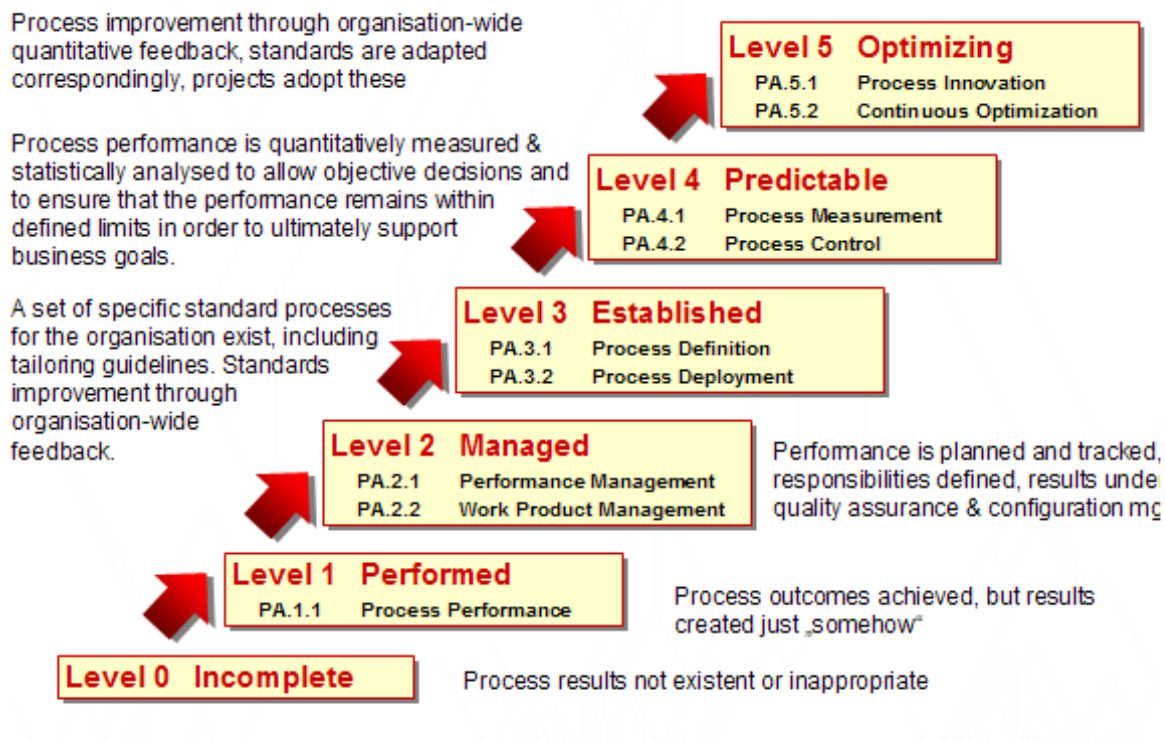 Process improvement through organisation-wide
quantitative feedback, standards are adapted
correspondingly, projects adopt these
Level 5 Optimizing
PA.5.1 Process Innovation
PA.5.2 Continuous Optimization
Process performance is quantitatively measured &
statistically analysed to allow objective decisions and
to ensure that the performance remains within
defined limits in order to ultimately support
business goals.
Level 4 Predictable
PA.4.1 Process Measurement
PA.4.2 Process Control
A set of specific standard processes
for the organisation exist, including
tailoring guidelines. Standards
improvement through
organisation-wide
feedback.
Level 3 Established
PA.3.1 Process Definition
PA.3.2 Process Deployment
Level 2 Managed
PA.2.1 Performance Management
PA.2.2 Work Product Management
Performance is planned and tracked,
responsibilities defined, results
quality assurance & configuration
Level 1 Performed
PA.1.1 Process Performance
Process outcomes achieved, but results
created just „somehow“
Level 0 Incomplete
Process results not existent or inappropriate